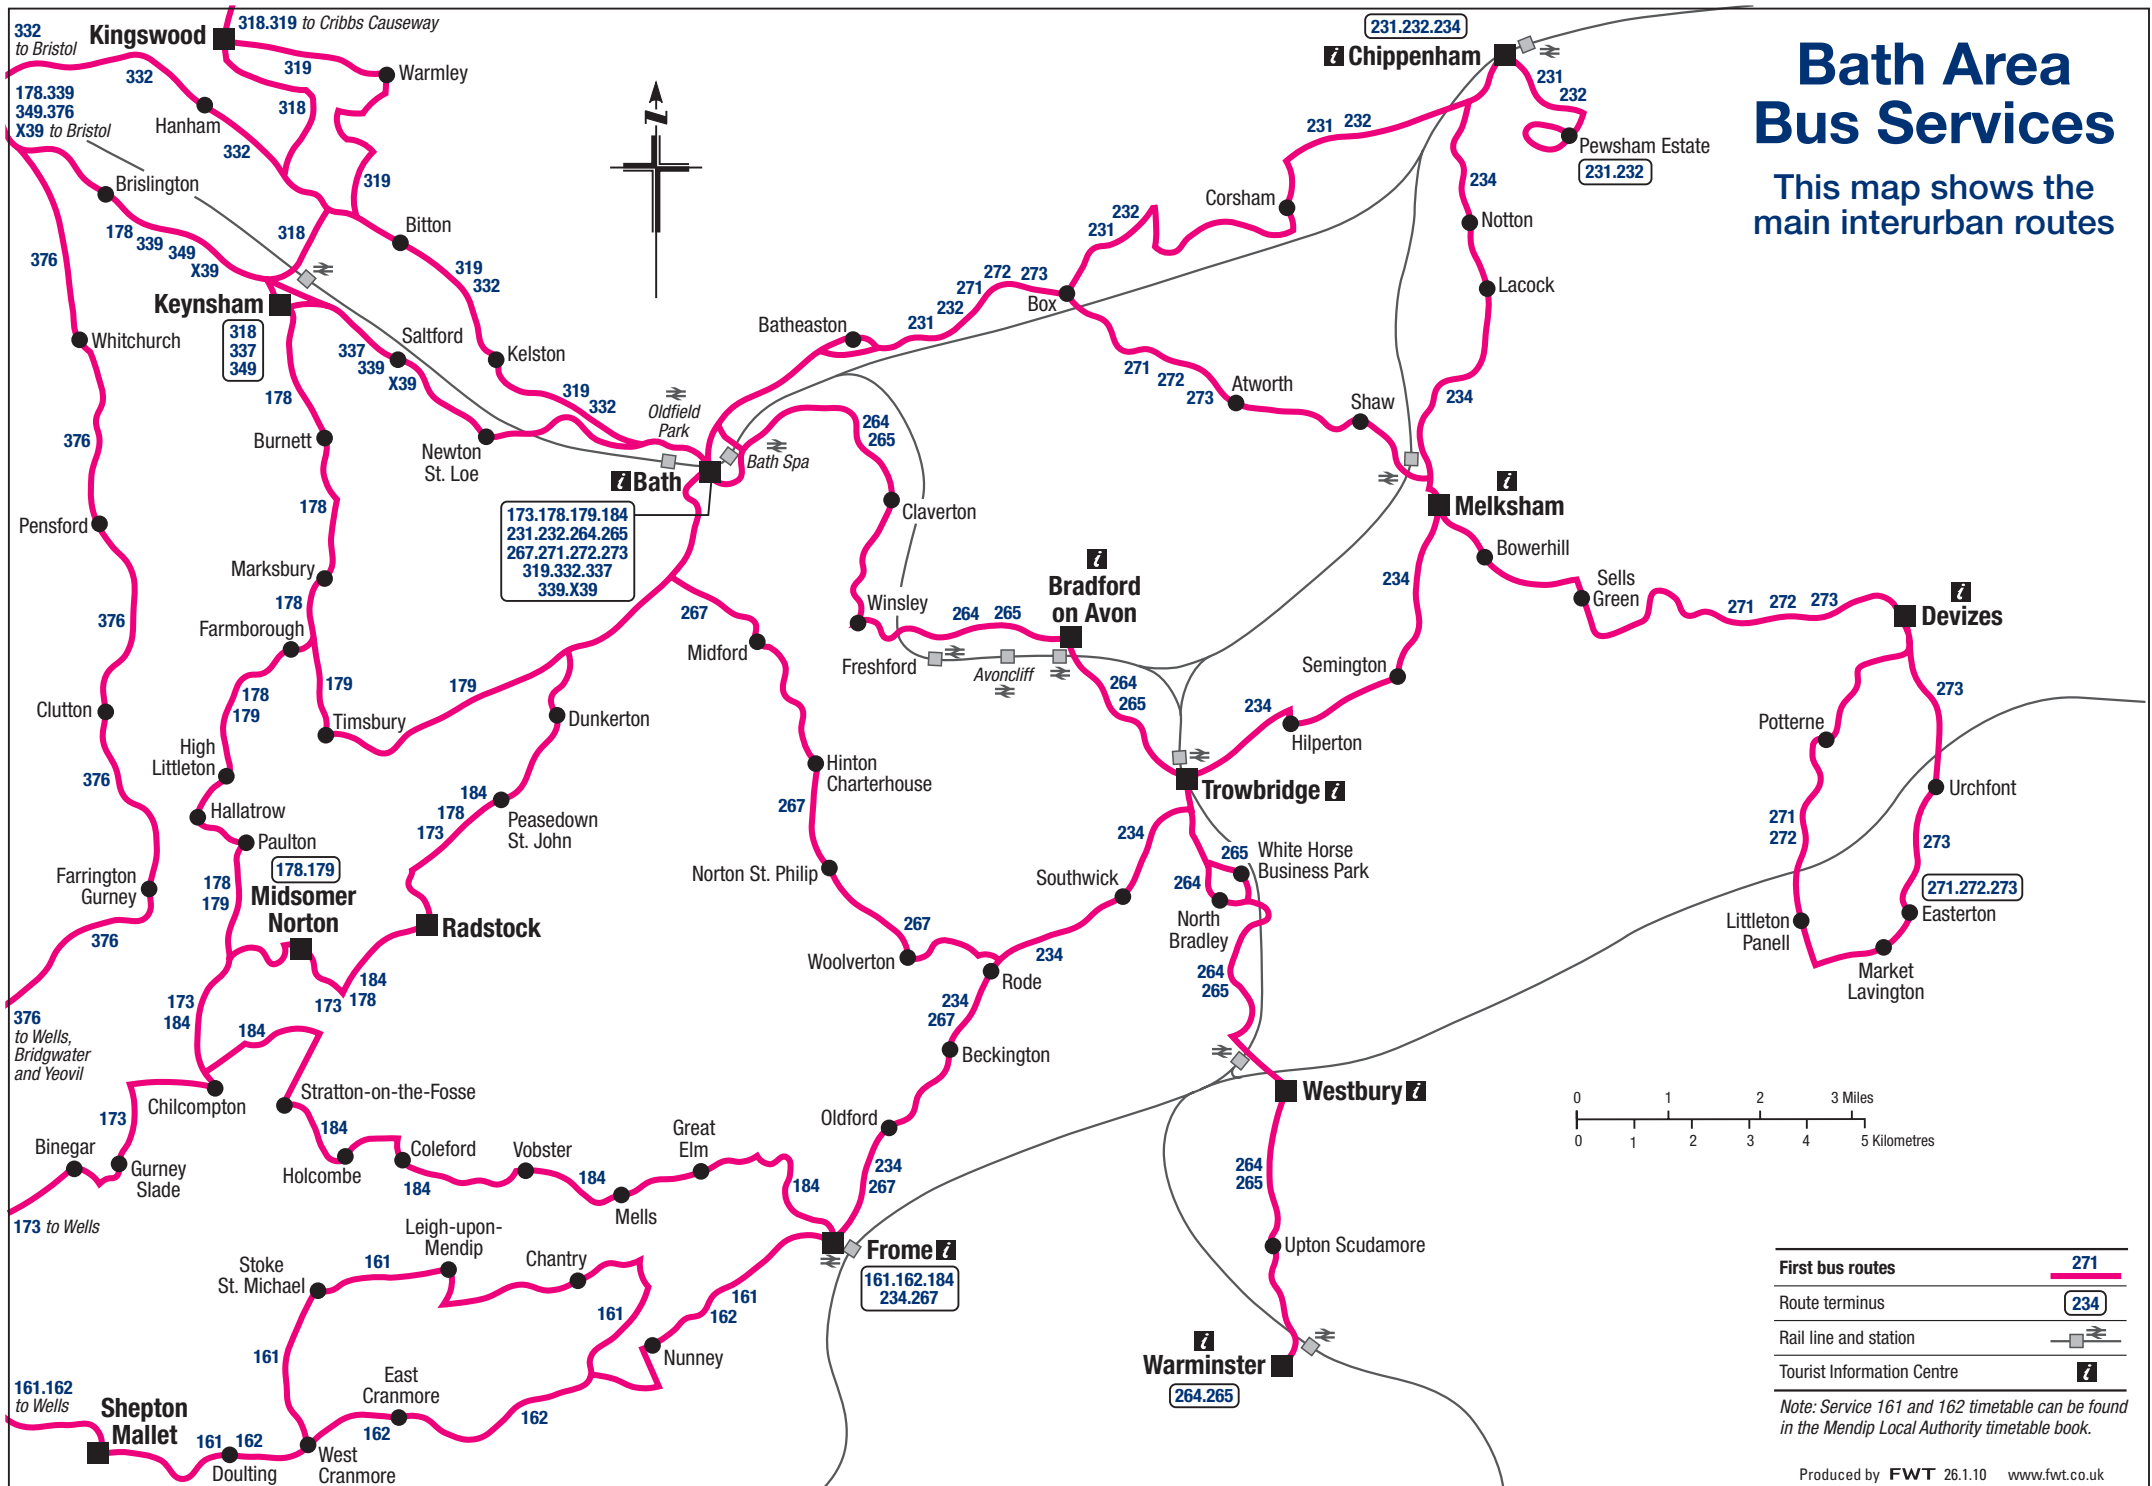 Bath Area
Bus Services
This map shows the
main interurban routes
332
to Bristol
Kingswood
318.319 to Cribbs Causeway
332
319
Warmley
318
178.339
349.376
X39 to Bristol
Hanham
332
319
Brislington
Bitton
318
178
339
349
X39
376
319
332
Keynsham
318
337
349
Whitchurch
Saltford
337
339
X39
Kelston
178
319
332
Oldfield
Park
Burnett
Newton
St. Loe
376
Bath Spa
i Bath
173.178.179.184
231.232.264.265
267.271.272.273
319.332.337
339.X39
178
Pensford
Marksbury
178
Farmborough
376
179
179
178
179
Clutton
Timsbury
High
Littleton
Dunkerton
376
Hallatrow
184
178
173
Peasedown
St. John
Paulton
178.179
Midsomer
Norton
Farrington
Gurney
178
179
Radstock
376
184
178
173
173
184
376
to Wells,
Bridgwater
and Yeovil
184
Chilcompton
Stratton-on-the-Fosse
173
184
Binegar
Gurney
Slade
Holcombe
Coleford
184
Vobster
184
Great
Elm
Mells
184
173 to Wells
Leigh-upon-
Mendip
Stoke
St. Michael
161
Chantry
161
161
162
161
Nunney
161.162
to Wells
Shepton
Mallet
East
Cranmore
162
162
161
162
Doulting
West
Cranmore
n
231.232.234
i Chippenham
231
232
Pewsham Estate
231.232
231
232
Corsham
234
Notton
232
231
Lacock
272
273
271
232
231
Box
Batheaston
271
272
273
Atworth
Shaw
234
264
265
Claverton
i
Melksham
Bowerhill
Sells
Green
271
272
273
i
Devizes
i
Bradford
on Avon
Winsley
264
265
267
Midford
Freshford
Avoncliff
264
265
234
Semington
234
Hilperton
273
Potterne
Urchfont
271
272
273
271.272.273
Easterton
Littleton
Panell
Market
Lavington
Hinton
Charterhouse
267
Trowbridge i
234
265
White Horse
Business Park
Norton St. Philip
Southwick
264
North
Bradley
267
Woolverton
234
Rode
264
265
234
267
Beckington
Westbury i
Oldford
234
267
264
265
Frome i
161.162.184
234.267
Upton Scudamore
i
Warminster
264.265
0
1
2
3 Miles
0
1
2
3
4
5 Kilometres
First bus routes
271
Route terminus
234
Rail line and station
Tourist Information Centre
i
Note: Service 161 and 162 timetable can be found
in the Mendip Local Authority timetable book.
Produced by FWT 26.1.10 www.fwt.co.uk